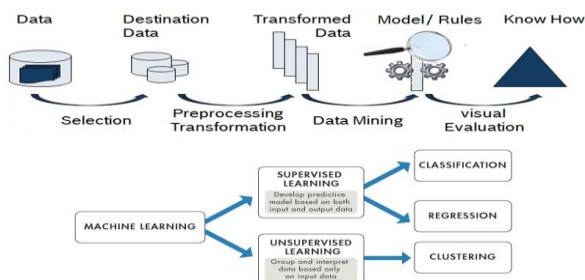 Data
Destination
Data
Transformed
Data
Model/ Rules
Know How
Selection
Preprocessing
Transformation
Data Mining
visual
Evaluation
MACHINE LEARNING
SUPERVISED
LEARNING
Develop predictive
model based on both
input and output data
CLASSIFICATION
REGRESSION
UNSUPERVISED
LEARNING
Group and interpret
data based only
on input data
CLUSTERING